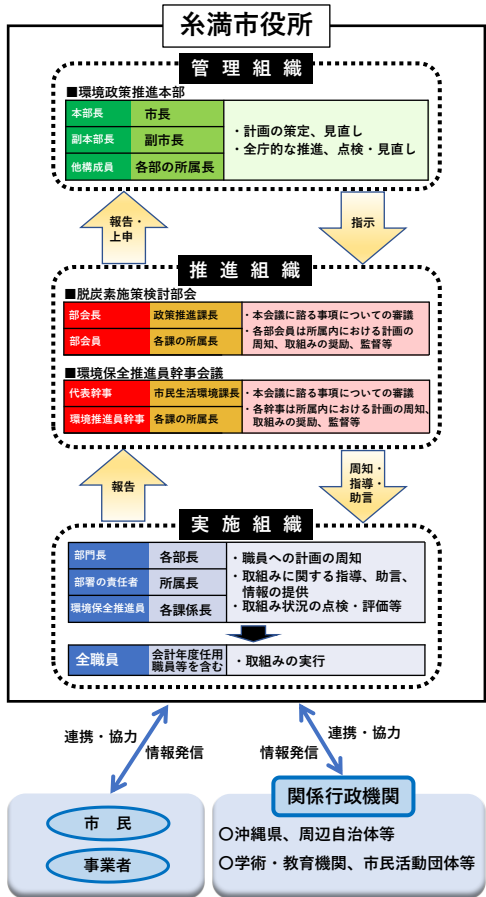 糸満市役所
管理組織
■環境政策推進本部
本部長 市長
副本部長 副市長
他構成員 各部の所属長
・計画の策定、見直し
・全庁的な推進、点検・見直し
報告・
上申
指示
推進組織
■脱炭素施策検討部会
部会長 政策推進課長
部会員 各課の所属長
・本会議に諮る事項についての審議
・各部会員は所属内における計画の
周知、取組みの奨励、監督等
■環境保全推進員幹事会議
代表幹事 市民生活環境課長
環境推進員幹事 各課の所属長
・本会議に諮る事項についての審議
・各幹事は所属内における計画の周知、
取組みの奨励、監督等
報告
周知・
指導・
助言
実施組織
部門長 各部長
部署の責任者 所属長
環境保全推進員 各課係長
・職員への計画の周知
・取組みに関する指導、助言、
情報の提供
・取組み状況の点検・評価等
全職員
会計年度任用
職員等を含む
・取組みの実行
連携・協力
情報発信
連携・協力
情報発信
市 民
事業者
関係行政機関
〇沖縄県、周辺自治体等
〇学術・教育機関、市民活動団体等